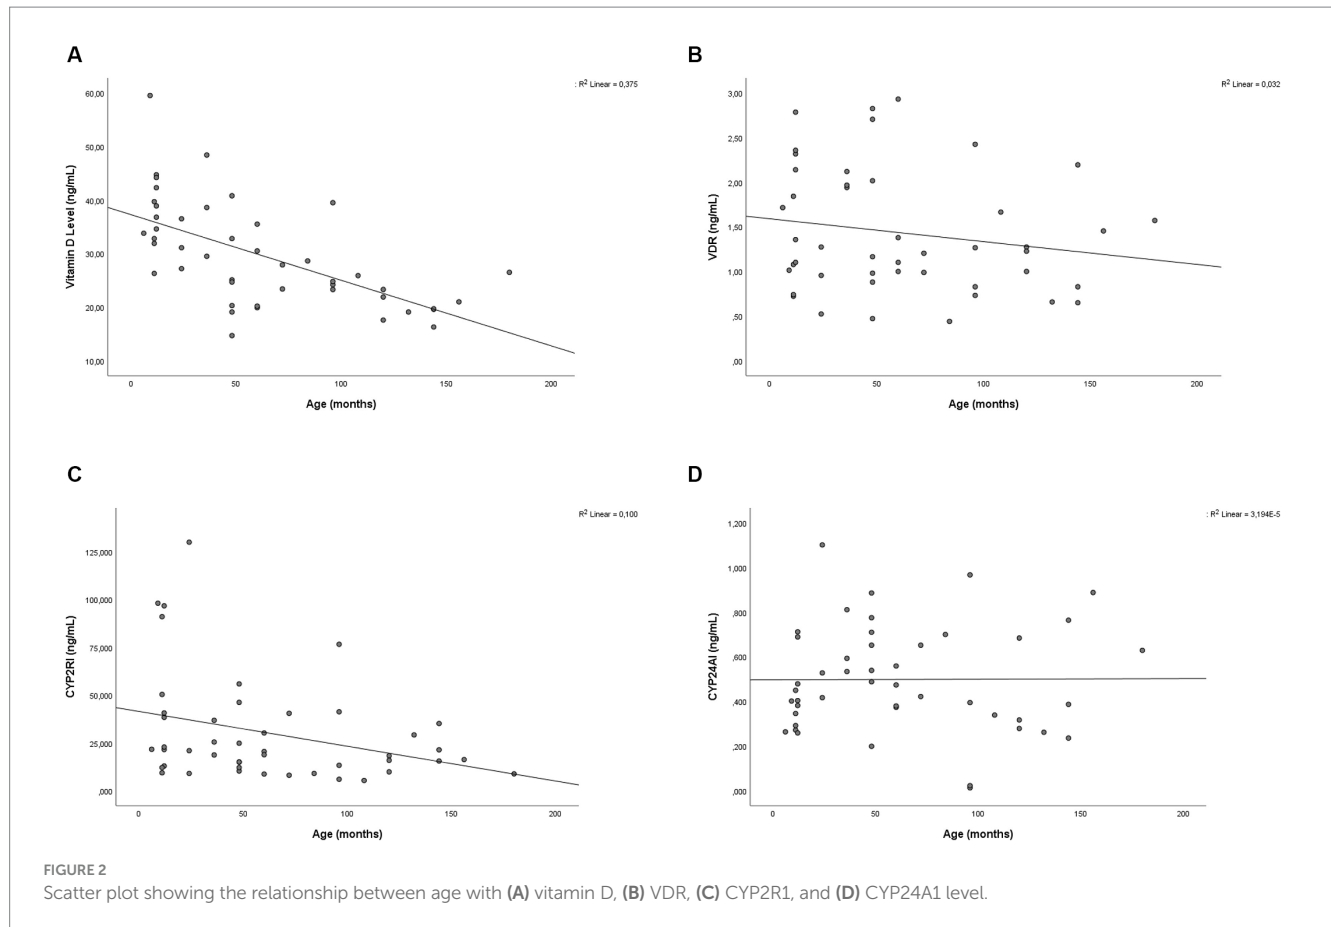 A
: R2 Linear = 0,375
60,00
50,00
40,00
30,00
20,00
10,00
Vitamin D Level (ng/mL)
0 50 100 150 200
Age (months)
B
R2 Linear = 0,032
3,00
2,50
2,00
1,50
1,00
,50
,00
VDR (ng/mL)
0 50 100 150 200
Age (months)
C
R2 Linear = 0,100
125,000
100,000
75,000
50,000
25,000
,000
CYP2RI (ng/mL)
0 50 100 150 200
Age (months)
D
: R2 Linear = 3,194E-5
1,200
1,000
,800
,600
,400
,200
,000
CYP24AI (ng/mL)
0 50 100 150 200
Age (months)
FIGURE 2
Scatter plot showing the relationship between age with (A) vitamin D, (B) VDR, (C) CYP2R1, and (D) CYP24A1 level.